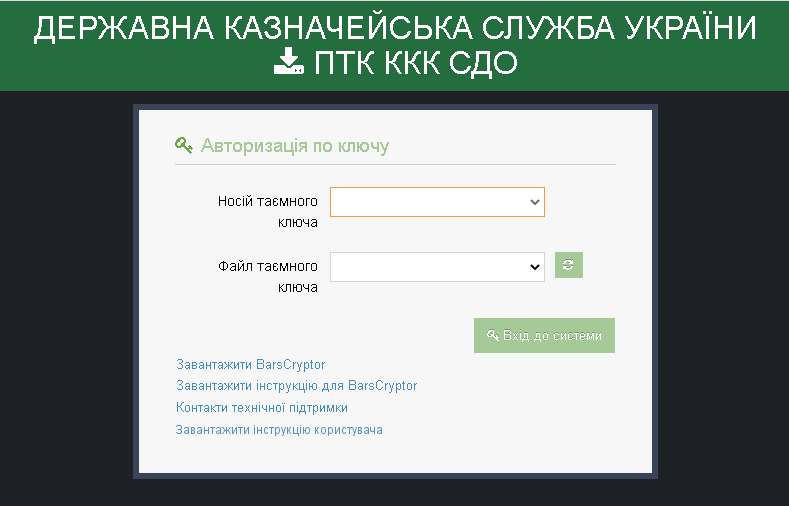 ДЕРЖАВНА КАЗНАЧЕЙСЬКА СЛУЖБА УКРАЇНИ
ПТК ККК СДО
Авторизація по ключу
Носій таємного
ключа
Файл таємного
ключа
Вхід до системи
Завантажити BarsCryptor
Завантажити інструкцію для BarsCryptor
Контакти технічної підтримки
Завантажити інструкцію користувача